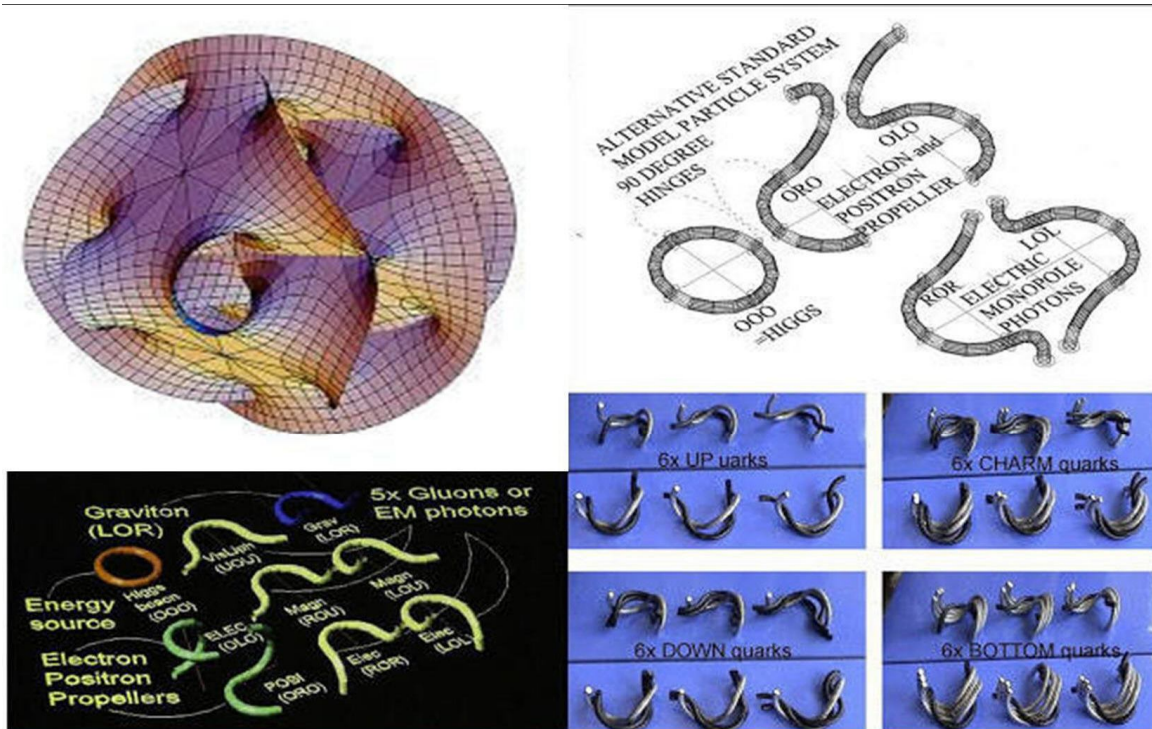 ALTERNATIVE STANDARD
MODEL PARTICLE SYSTEM
90 DEGREE
HINGES
ORO
OLO
ELECTRON and
POSITRON
PROPELLER
OOO
=HIGGS
ROR
LOL
ELECTRIC
MONOPOLE
PHOTONS
Graviton
(LOR)
5x Gluons or
EM photons
Grav
(LOR)
(UOU)
Higgs
(OOO)
Energy
source
Magn
(ROU)
Magn
(LOU)
ELEC
(OLO)
Electron
Positron
Propellers
POSI
(ORO)
Elec
(ROR)
Elec
(LOL)
6x UP uarks
6x CHARM quarks
6x DOWN quarks
6x BOTTOM quarks